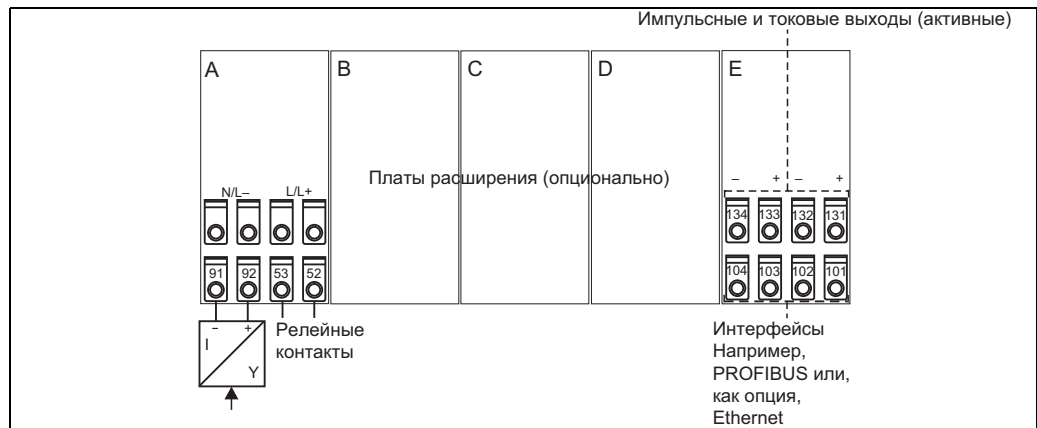 Импульсные и токовые выходы (активные)
A
B
C
D
E
Платы расширения (опционально)
N/L–
L/L+
– + – +
134 133 132 131
91 92 53 52
104 103 102 101
– +
I
Y
Релейные
контакты
Интерфейсы
Например,
PROFIBUS или,
как опция,
Ethernet